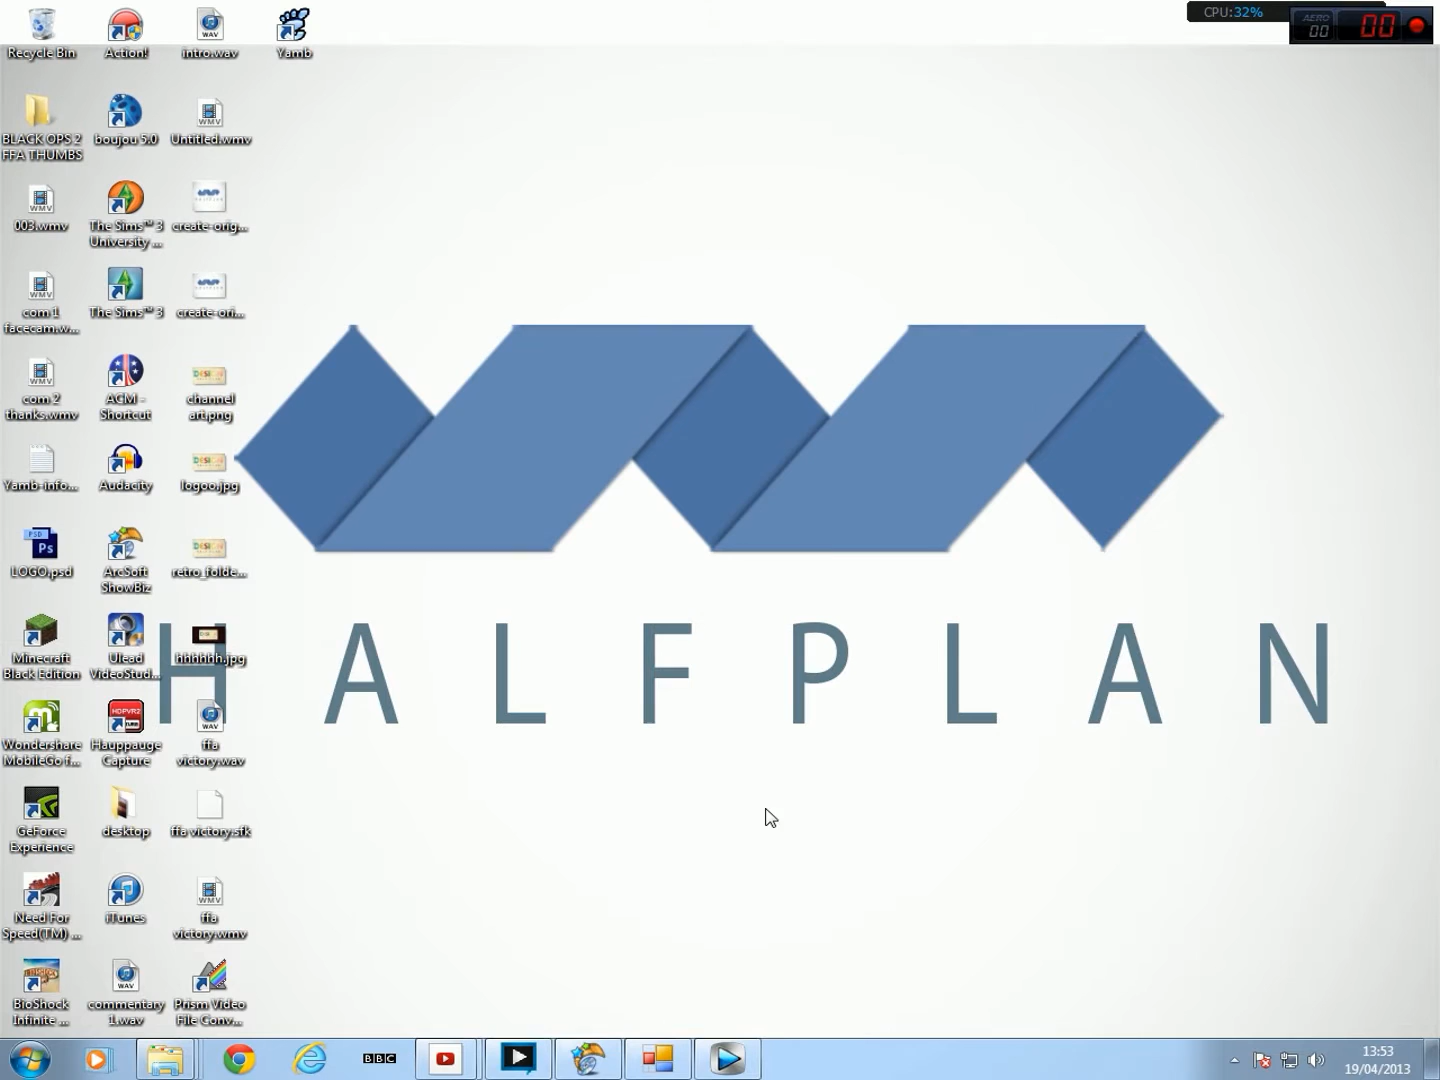 CPU:32%
AERO
00
00
Recycle Bin
Action!
intro.wav
Yamb
BLACK OPS 2
FFA THUMBS
boujou 5.0
Untitled.wmv
003.wmv
The Sims™ 3
University ...
create-orig...
com 1
facecam.w...
The Sims™ 3
create-ori...
com 2
thanks.wmv
ACM -
Shortcut
channel
art.png
Yamb-info...
Audacity
logoo.jpg
LOGO.psd
ArcSoft
ShowBiz
retro_folde...
Minecraft
Black Edition
Ulead
VideoStud...
hhhhhh.jpg
HALFPLAN
Wondershare
MobileGo f...
Hauppauge
Capture
ffa
victory.wav
GeForce
Experience
desktop
ffa victory.sfk
Need For
Speed(TM) ...
iTunes
ffa
victory.wmv
BioShock
Infinite ...
commentary
1.wav
Prism Video
File Conv...
BBC
13:53
19/04/2013